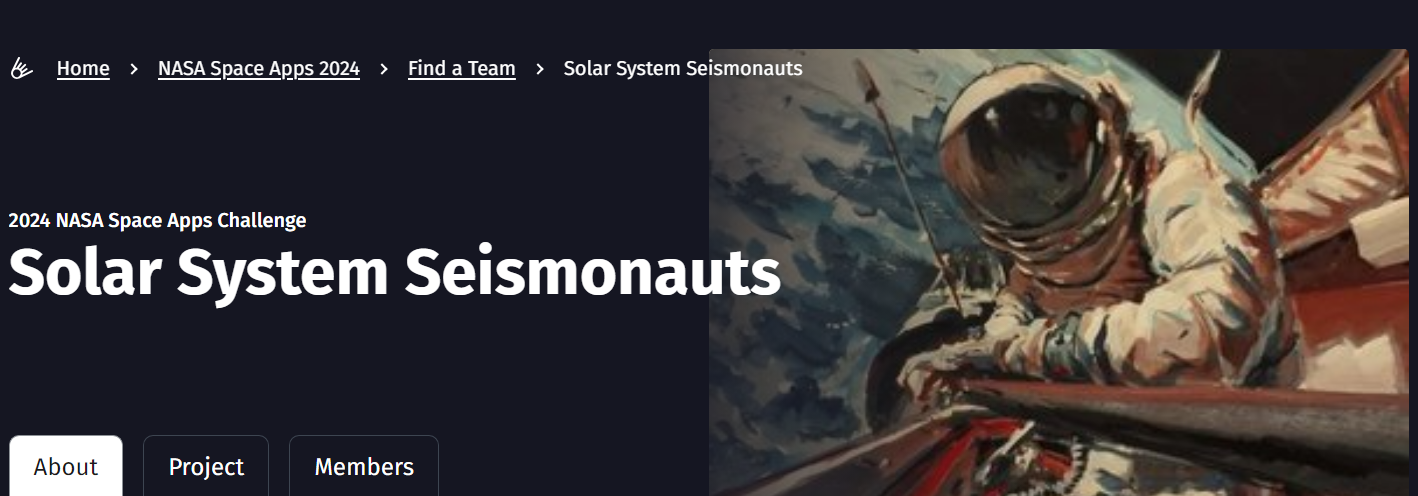 Home > NASA Space Apps 2024 > Find a Team > Solar System Seismonauts
2024 NASA Space Apps Challenge
Solar System Seismonauts
About Project Members